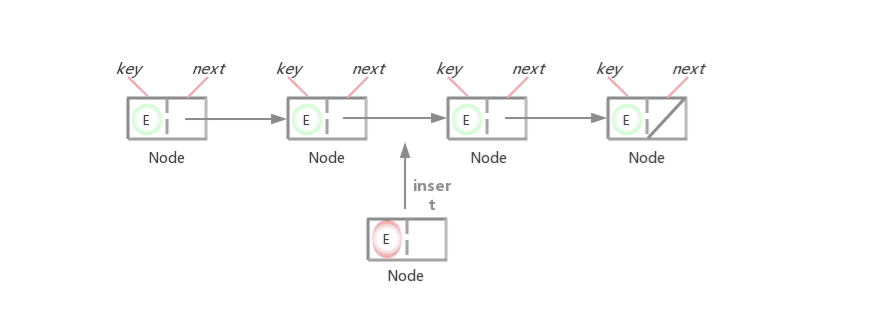 key next key next key next key next
E E E E
Node Node Node Node
inser
t
E
Node